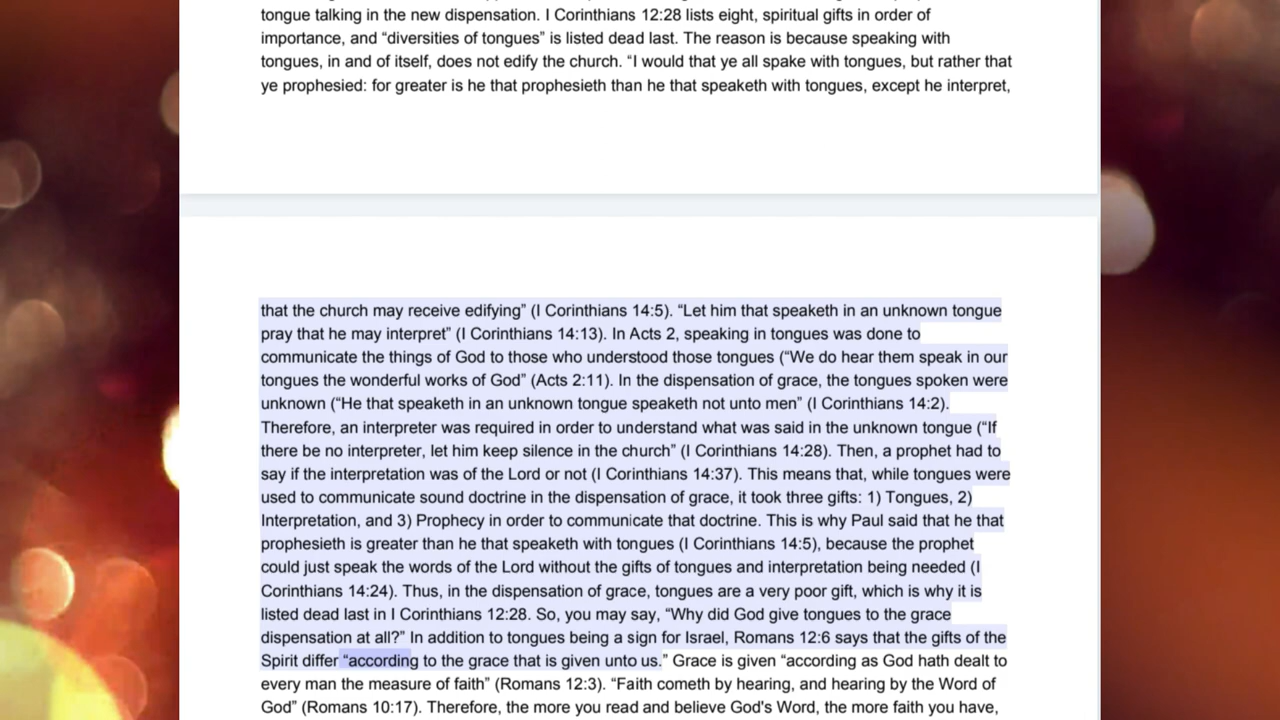 tongue talking in the new dispensation. I Corinthians 12:28 lists eight, spiritual gifts in order of
importance, and “diversities of tongues” is listed dead last. The reason is because speaking with
tongues, in and of itself, does not edify the church. “I would that ye all spake with tongues, but rather that
ye prophesied: for greater is he that prophesieth than he that speaketh with tongues, except he interpret,
that the church may receive edifying” (I Corinthians 14:5). “Let him that speaketh in an unknown tongue
pray that he may interpret” (I Corinthians 14:13). In Acts 2, speaking in tongues was done to
communicate the things of God to those who understood those tongues (“We do hear them speak in our
tongues the wonderful works of God” (Acts 2:11). In the dispensation of grace, the tongues spoken were
unknown (“He that speaketh in an unknown tongue speaketh not unto men” (I Corinthians 14:2).
Therefore, an interpreter was required in order to understand what was said in the unknown tongue (“If
there be no interpreter, let him keep silence in the church” (I Corinthians 14:28). Then, a prophet had to
say if the interpretation was of the Lord or not (I Corinthians 14:37). This means that, while tongues were
used to communicate sound doctrine in the dispensation of grace, it took three gifts: 1) Tongues, 2)
Interpretation, and 3) Prophecy in order to communicate that doctrine. This is why Paul said that he that
prophesieth is greater than he that speaketh with tongues (I Corinthians 14:5), because the prophet
could just speak the words of the Lord without the gifts of tongues and interpretation being needed (I
Corinthians 14:24). Thus, in the dispensation of grace, tongues are a very poor gift, which is why it is
listed dead last in I Corinthians 12:28. So, you may say, “Why did God give tongues to the grace
dispensation at all?” In addition to tongues being a sign for Israel, Romans 12:6 says that the gifts of the
Spirit differ “according to the grace that is given unto us.” Grace is given “according as God hath dealt to
every man the measure of faith” (Romans 12:3). “Faith cometh by hearing, and hearing by the Word of
God” (Romans 10:17). Therefore, the more you read and believe God's Word, the more faith you have,